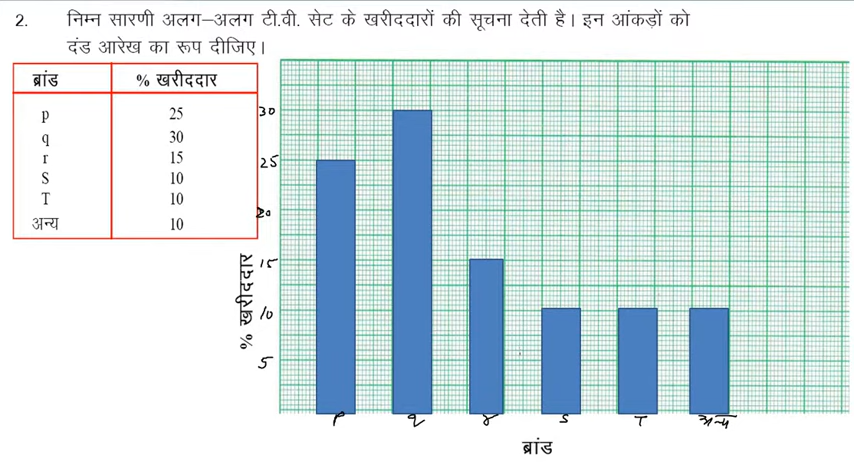 2. निम्न सारणी अलग–अलग टी.वी. सेट के खरीददारों की सूचना देती है। इन आंकड़ों को
दंड आरेख का रूप दीजिए।
ब्रांड % खरीददार
p 25
q 30
r 15
S 10
T 10
अन्य 10
30
25
20
15
10
5
% खरीददार
P q r S T अन्य
ब्रांड